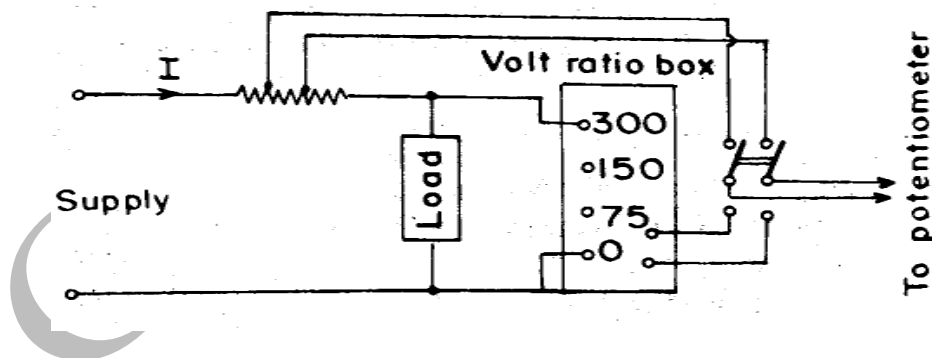 I
Volt ratio box
300
150
75
0
Supply
Load
To potentiometer